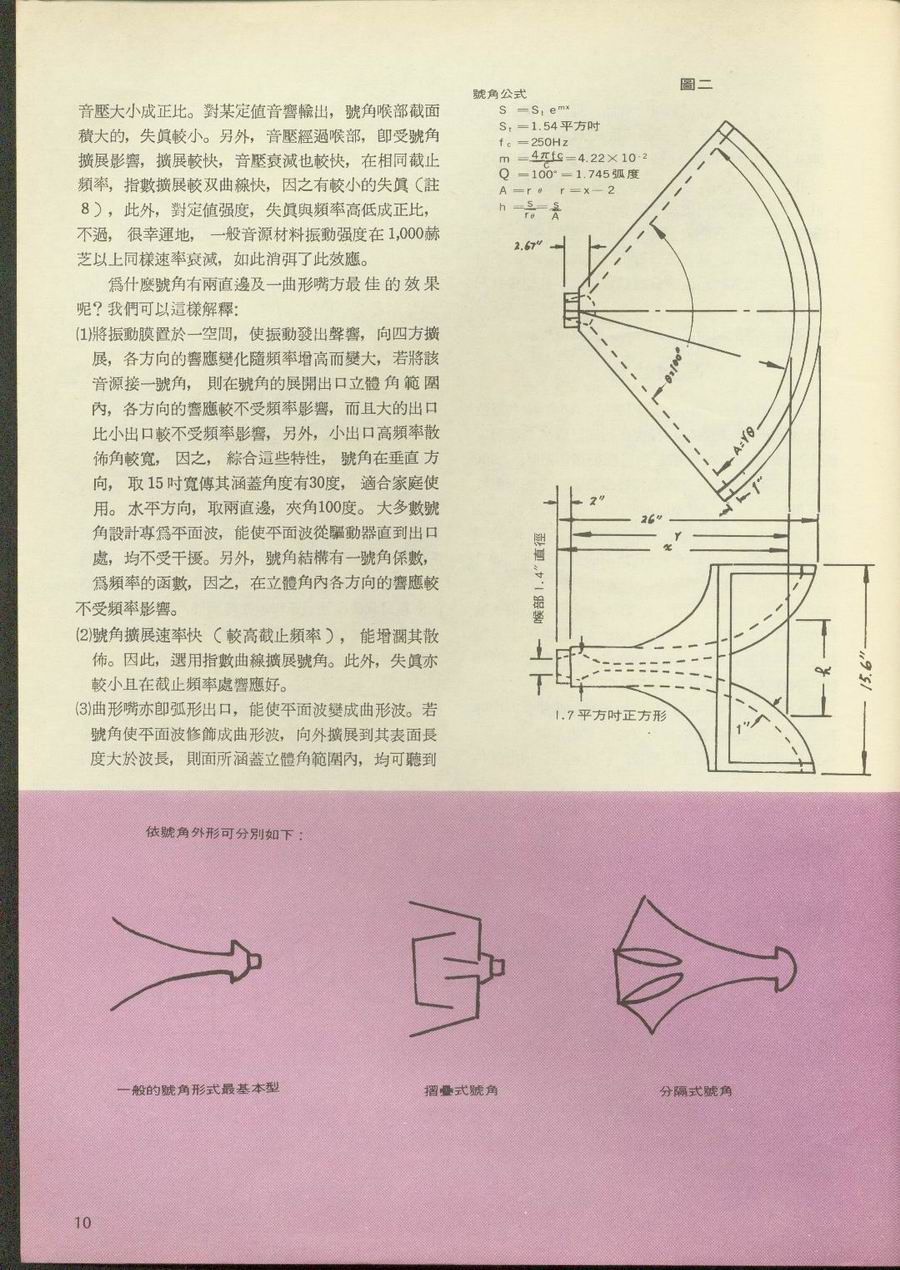 音壓大小成正比。對某定值音響輸出，號角喉部截面
積大的，失眞較小。另外，音壓經過喉部，卽受號角
擴展影響，擴展較快，音壓衰減也較快，在相同截止
頻率，指數擴展較双曲線快，因之有較小的失眞（註
8），此外，對定值强度，失眞與頻率高低成正比，
不過，很幸運地，一般音源材料振動强度在1,000赫
芝以上同樣速率衰減，如此消弭了此效應。
爲什麼號角有兩直邊及一曲形嘴方最佳的效果
呢？我們可以這樣解釋：
⑴將振動膜置於一空間，使振動發出聲響，向四方擴
展，各方向的響應變化隨頻率增高而變大，若將該
音源接一號角，則在號角的展開出口立體角範圍
內，各方向的響應較不受頻率影響，而且大的出口
比小出口較不受頻率影響，另外，小出口高頻率散
佈角較寬，因之，綜合這些特性，號角在垂直方
向，取15吋寬傳其涵蓋角度有30度，適合家庭使
用。水平方向，取兩直邊，夾角100度。大多數號
角設計專爲平面波，能使平面波從驅動器直到出口
處，均不受干擾。另外，號角結構有一號角係數，
爲頻率的函數，因之，在立體角內各方向的響應較
不受頻率影響。
⑵號角擴展速率快（較高截止頻率），能增濶其散
佈。因此，選用指數曲線擴展號角。此外，失眞亦
較小且在截止頻率處響應好。
⑶曲形嘴亦卽弧形出口，能使平面波變成曲形波。若
號角使平面波修飾成曲形波，向外擴展到其表面長
度大於波長，則面所涵蓋立體角範圍內，均可聽到
圖二
號角公式
S ＝S₁ eᵐˣ
S₁ ＝1.54平方吋
fc ＝250Hz
m ＝4πfc/c＝4.22×10⁻²
Q ＝100°＝1.745弧度
A ＝rθ r＝x－2
h ＝S/rθ＝S/A
2.67"
θ=100°
A=rθ
1"
2"
26"
r
x
喉部1.4"直徑
h
15.6"
1"
1.7平方吋正方形
依號角外形可分別如下：
一般的號角形式最基本型
摺疊式號角
分隔式號角
10